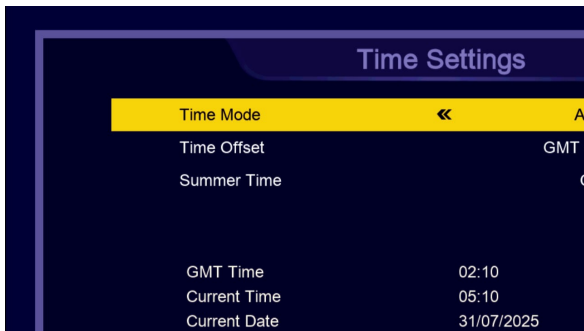 Time Settings
Time Mode «
Time Offset GMT
Summer Time
GMT Time 02:10
Current Time 05:10
Current Date 31/07/2025